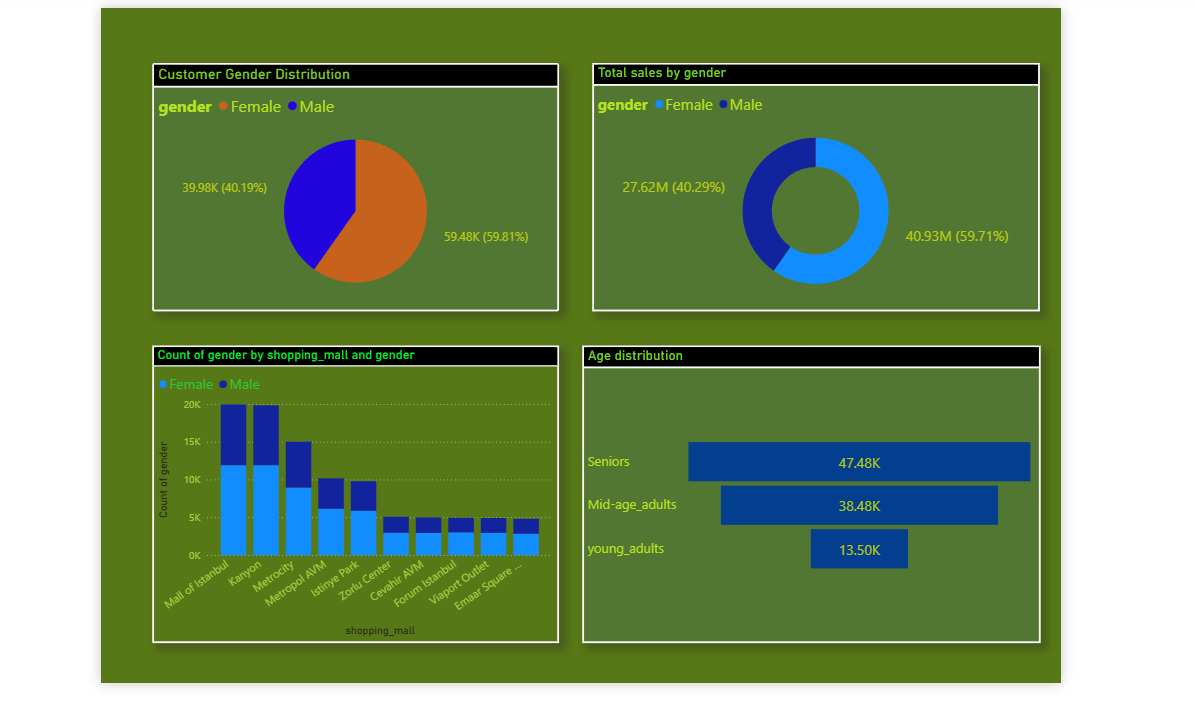 Customer Gender Distribution
gender Female Male
39.98K (40.19%)
59.48K (59.81%)
Total sales by gender
gender Female Male
27.62M (40.29%)
40.93M (59.71%)
Count of gender by shopping_mall and gender
Female Male
Count of gender
20K
15K
10K
5K
0K
Mall of Istanbul
Kanyon
Metrocity
Metropol AVM
Istinye Park
Zorlu Center
Cevahir AVM
Forum Istanbul
Viaport Outlet
Emaar Square ...
shopping_mall
Age distribution
Seniors 47.48K
Mid-age_adults 38.48K
young_adults 13.50K